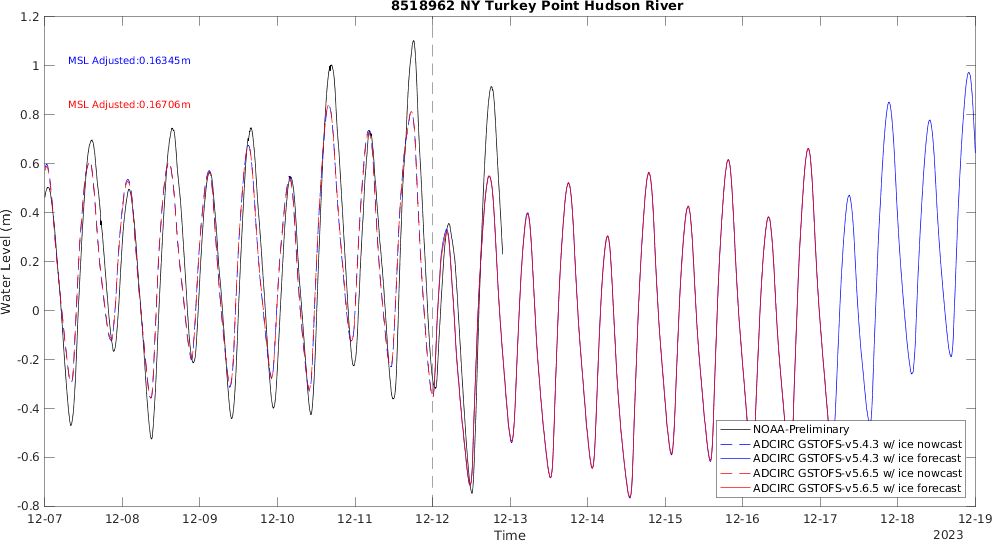 8518962 NY Turkey Point Hudson River
1.2
1
0.8
0.6
0.4
0.2
0
-0.2
-0.4
-0.6
-0.8
Water Level (m)
MSL Adjusted:0.16345m
MSL Adjusted:0.16706m
NOAA-Preliminary
ADCIRC GSTOFS-v5.4.3 w/ ice nowcast
ADCIRC GSTOFS-v5.4.3 w/ ice forecast
ADCIRC GSTOFS-v5.6.5 w/ ice nowcast
ADCIRC GSTOFS-v5.6.5 w/ ice forecast
12-07 12-08 12-09 12-10 12-11 12-12 12-13 12-14 12-15 12-16 12-17 12-18 12-19
Time
2023